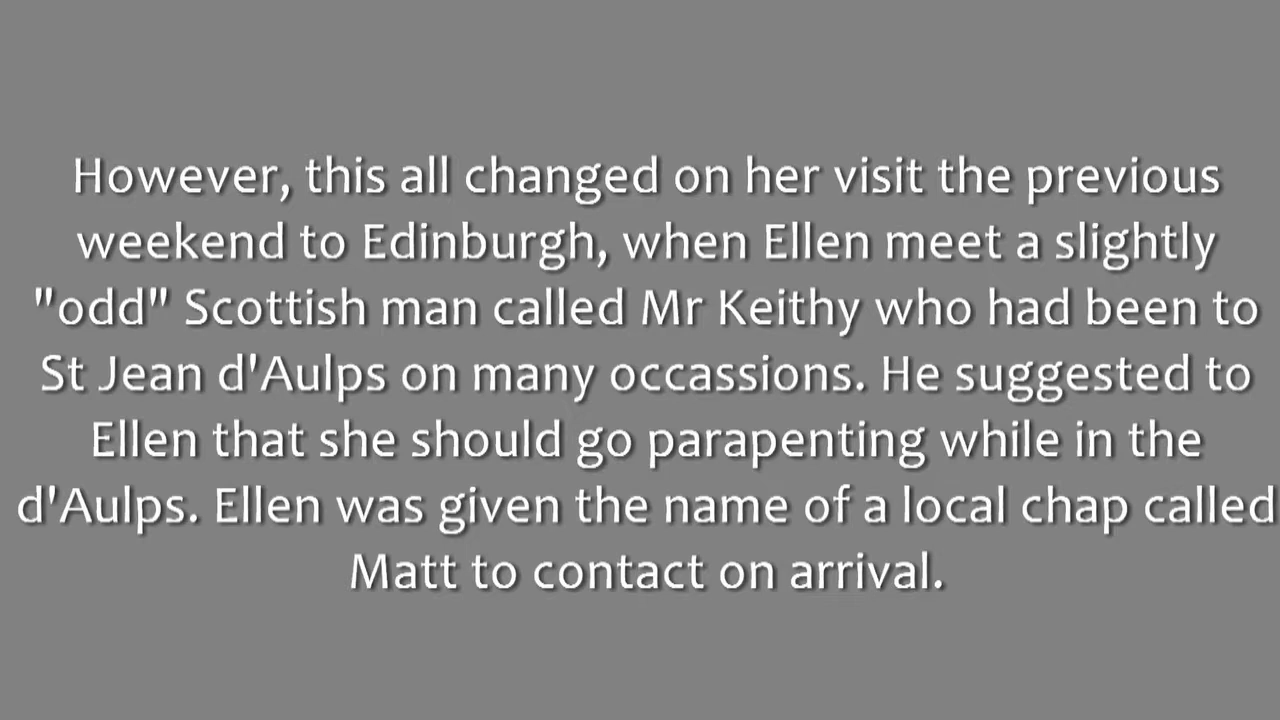 However, this all changed on her visit the previous
weekend to Edinburgh, when Ellen meet a slightly
"odd" Scottish man called Mr Keithy who had been to
St Jean d'Aulps on many occassions. He suggested to
Ellen that she should go parapenting while in the
d'Aulps. Ellen was given the name of a local chap called
Matt to contact on arrival.